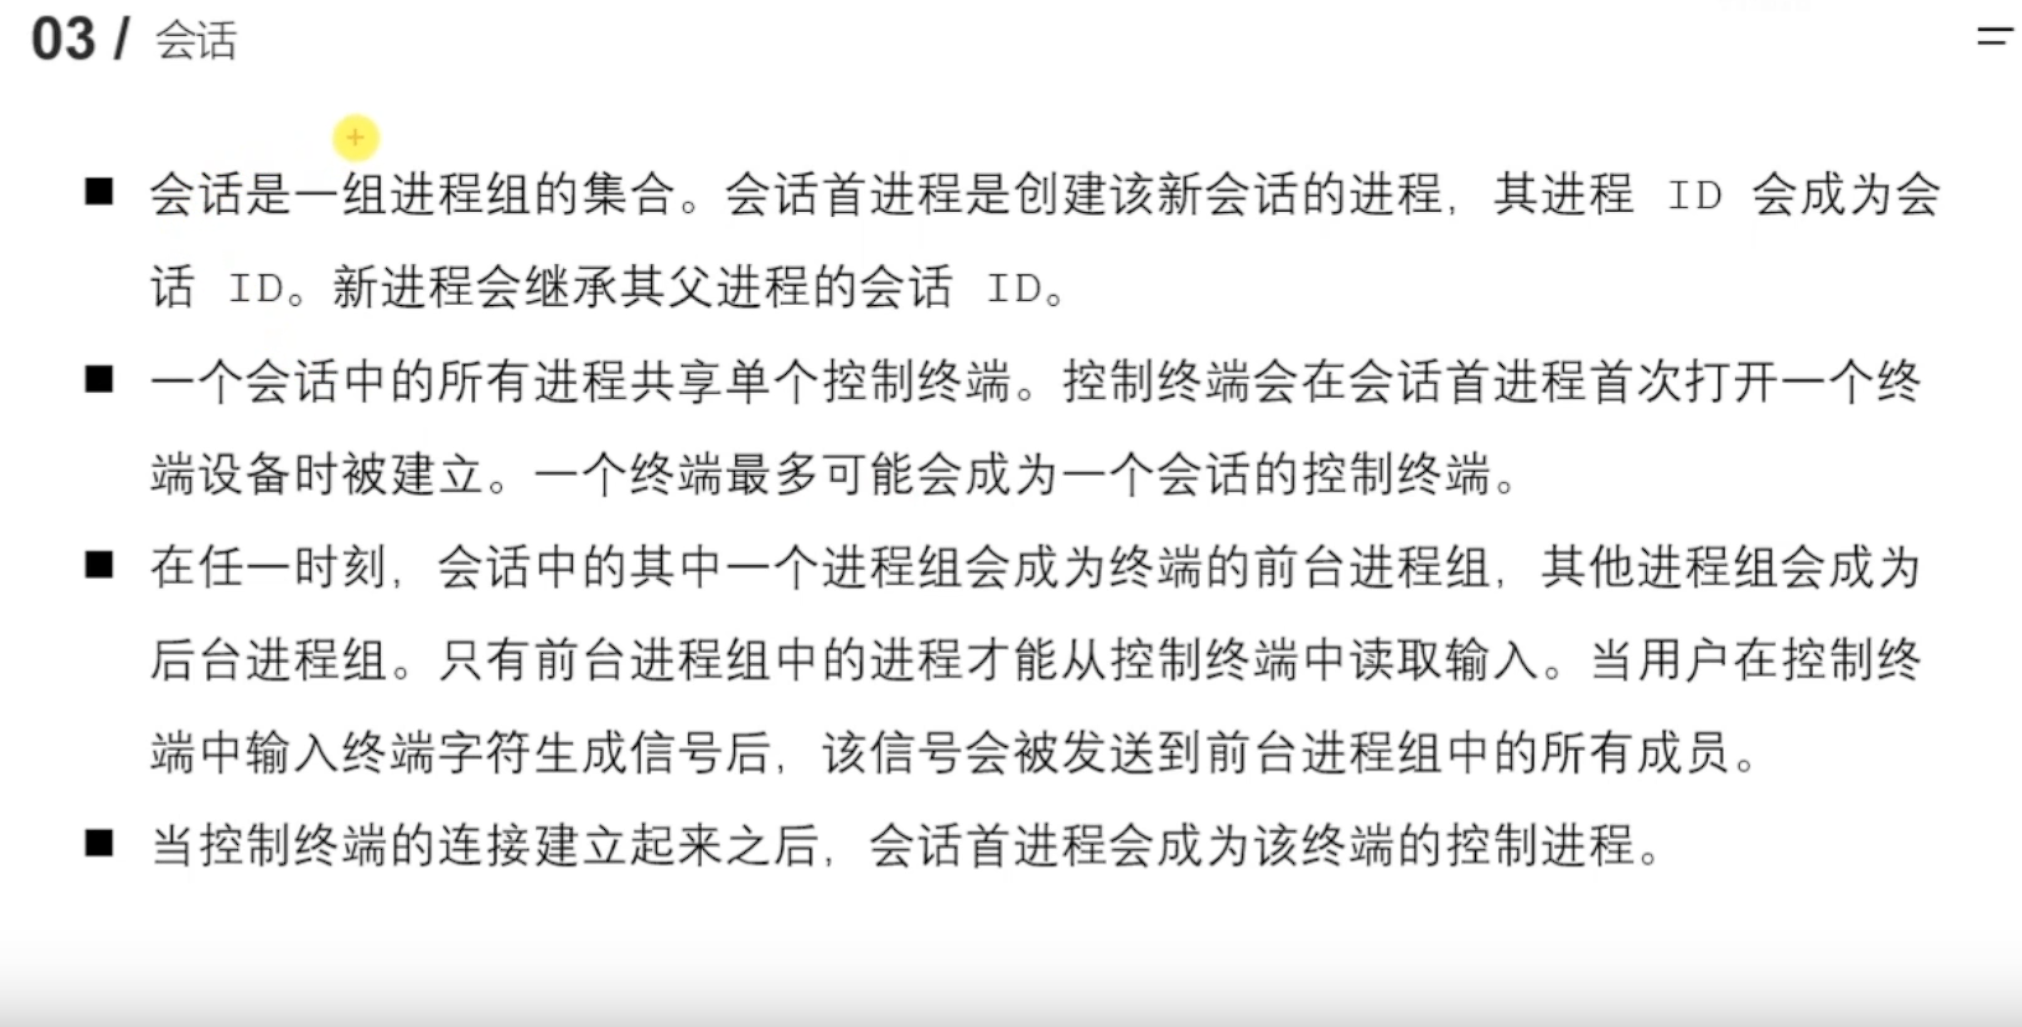 03 / 会话
■ 会话是一组进程组的集合。会话首进程是创建该新会话的进程，其进程 ID 会成为会
话 ID。新进程会继承其父进程的会话 ID。
■ 一个会话中的所有进程共享单个控制终端。控制终端会在会话首进程首次打开一个终
端设备时被建立。一个终端最多可能会成为一个会话的控制终端。
■ 在任一时刻，会话中的其中一个进程组会成为终端的前台进程组，其他进程组会成为
后台进程组。只有前台进程组中的进程才能从控制终端中读取输入。当用户在控制终
端中输入终端字符生成信号后，该信号会被发送到前台进程组中的所有成员。
■ 当控制终端的连接建立起来之后，会话首进程会成为该终端的控制进程。